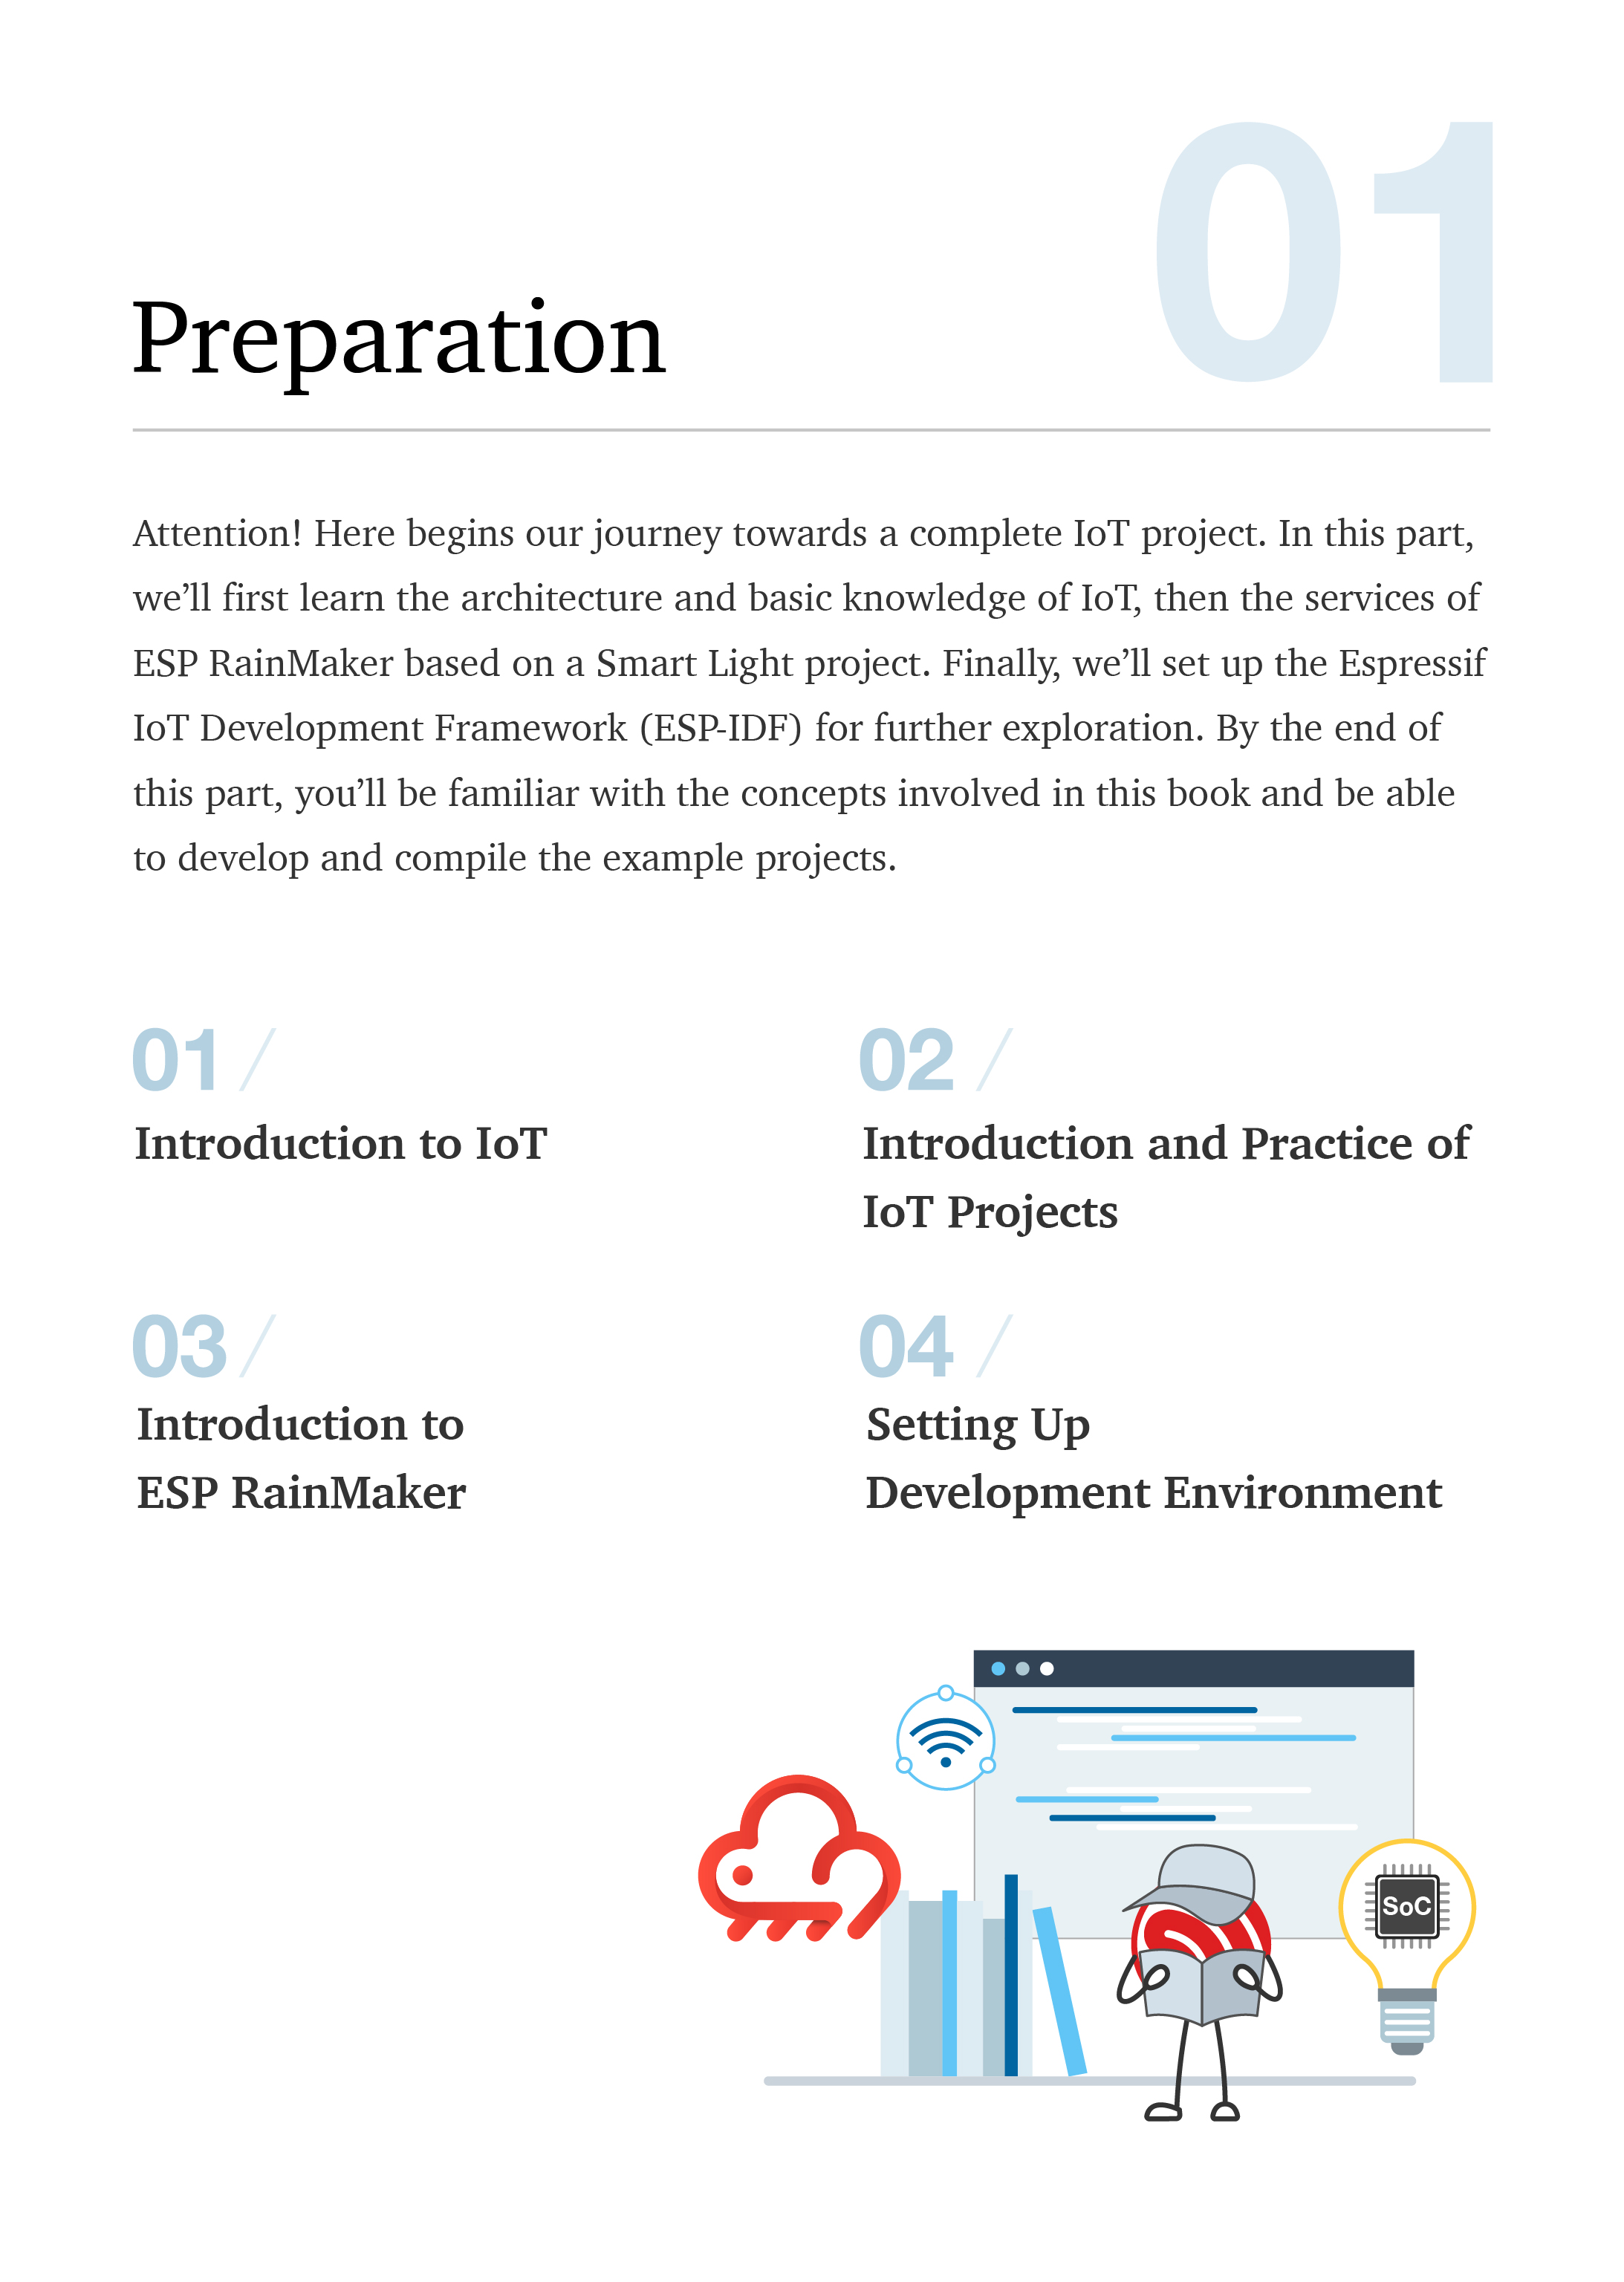 01
Preparation
Attention! Here begins our journey towards a complete IoT project. In this part,
we’ll first learn the architecture and basic knowledge of IoT, then the services of
ESP RainMaker based on a Smart Light project. Finally, we’ll set up the Espressif
IoT Development Framework (ESP-IDF) for further exploration. By the end of
this part, you’ll be familiar with the concepts involved in this book and be able
to develop and compile the example projects.
01 /
Introduction to IoT
02 /
Introduction and Practice of
IoT Projects
03 /
Introduction to
ESP RainMaker
04 /
Setting Up
Development Environment
SoC